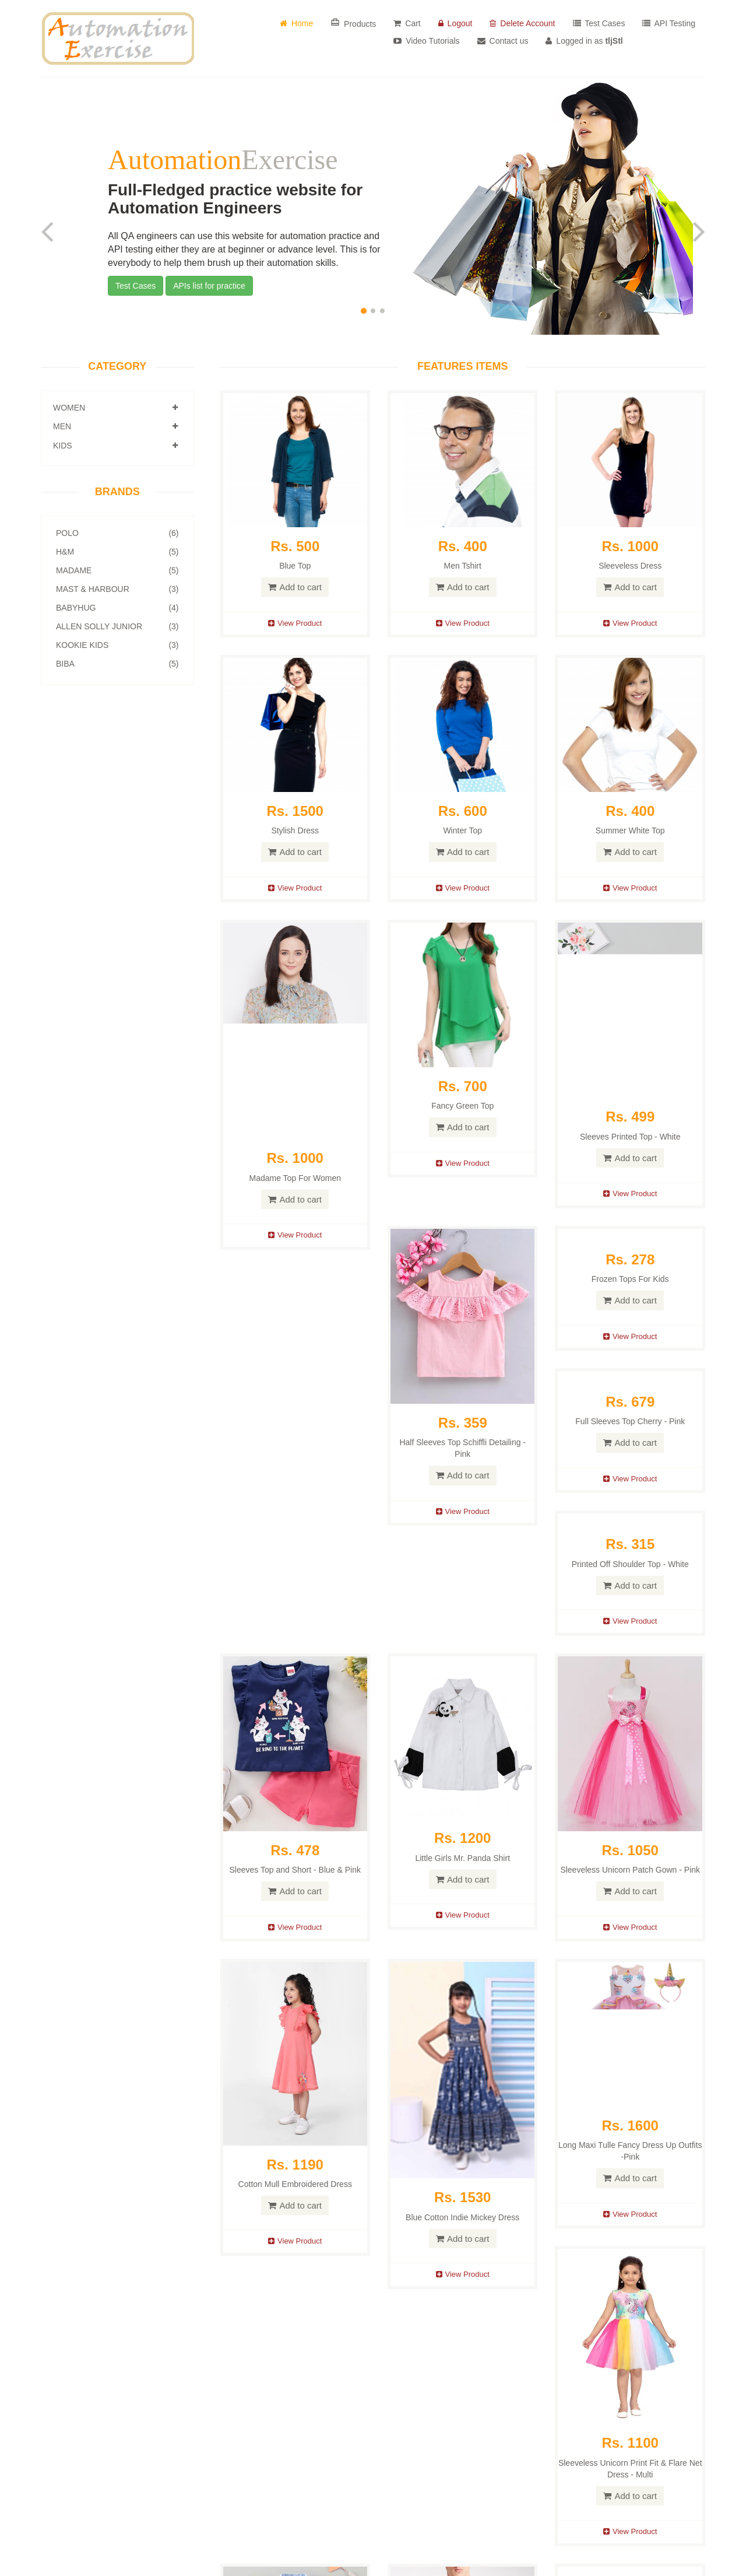 Automation
Exercise
Home
Products
Cart
Logout
Delete Account
Test Cases
API Testing
Video Tutorials
Contact us
Logged in as tljStl
AutomationExercise
Full-Fledged practice website for
Automation Engineers
All QA engineers can use this website for automation practice and
API testing either they are at beginner or advance level. This is for
everybody to help them brush up their automation skills.
Test Cases
APIs list for practice
CATEGORY
WOMEN
MEN
KIDS
BRANDS
POLO (6)
H&M (5)
MADAME (5)
MAST & HARBOUR (3)
BABYHUG (4)
ALLEN SOLLY JUNIOR (3)
KOOKIE KIDS (3)
BIBA (5)
FEATURES ITEMS
Rs. 500
Blue Top
Add to cart
View Product
Rs. 400
Men Tshirt
Add to cart
View Product
Rs. 1000
Sleeveless Dress
Add to cart
View Product
Rs. 1500
Stylish Dress
Add to cart
View Product
Rs. 600
Winter Top
Add to cart
View Product
Rs. 400
Summer White Top
Add to cart
View Product
Rs. 1000
Madame Top For Women
Add to cart
View Product
Rs. 700
Fancy Green Top
Add to cart
View Product
Rs. 499
Sleeves Printed Top - White
Add to cart
View Product
Rs. 359
Half Sleeves Top Schiffli Detailing -
Pink
Add to cart
View Product
Rs. 278
Frozen Tops For Kids
Add to cart
View Product
Rs. 679
Full Sleeves Top Cherry - Pink
Add to cart
View Product
Rs. 315
Printed Off Shoulder Top - White
Add to cart
View Product
BE KIND TO THE PLANET
Rs. 478
Sleeves Top and Short - Blue & Pink
Add to cart
View Product
Rs. 1200
Little Girls Mr. Panda Shirt
Add to cart
View Product
Rs. 1050
Sleeveless Unicorn Patch Gown - Pink
Add to cart
View Product
Rs. 1190
Cotton Mull Embroidered Dress
Add to cart
View Product
Rs. 1530
Blue Cotton Indie Mickey Dress
Add to cart
View Product
Rs. 1600
Long Maxi Tulle Fancy Dress Up Outfits
-Pink
Add to cart
View Product
Rs. 1100
Sleeveless Unicorn Print Fit & Flare Net
Dress - Multi
Add to cart
View Product